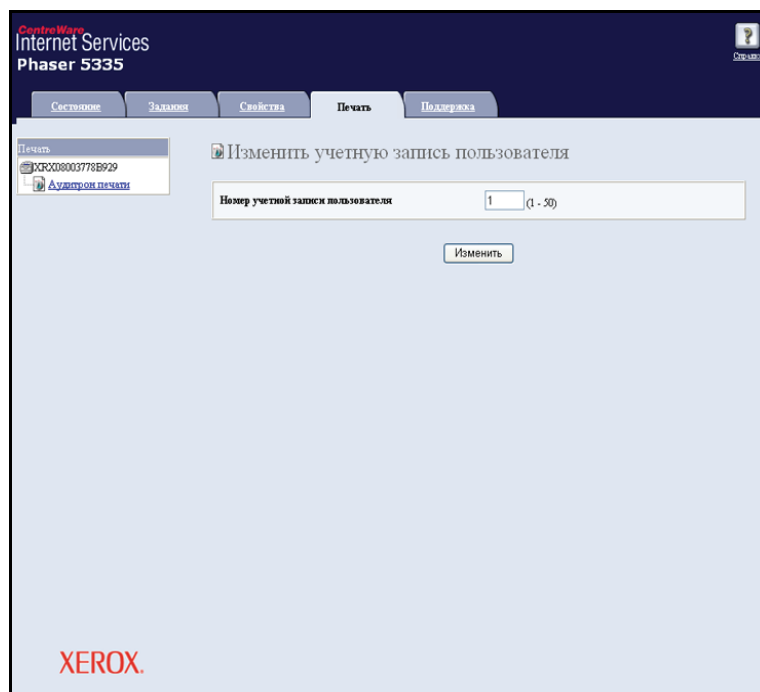 CentreWare
Internet Services
Phaser 5335
Состояние
Задания
Свойства
Печать
Поддержка
Печать
XRX08003778B929
Аудитрон печати
Изменить учетную запись пользователя
Номер учетной записи пользователя 1 (1 - 50)
Изменить
XEROX.